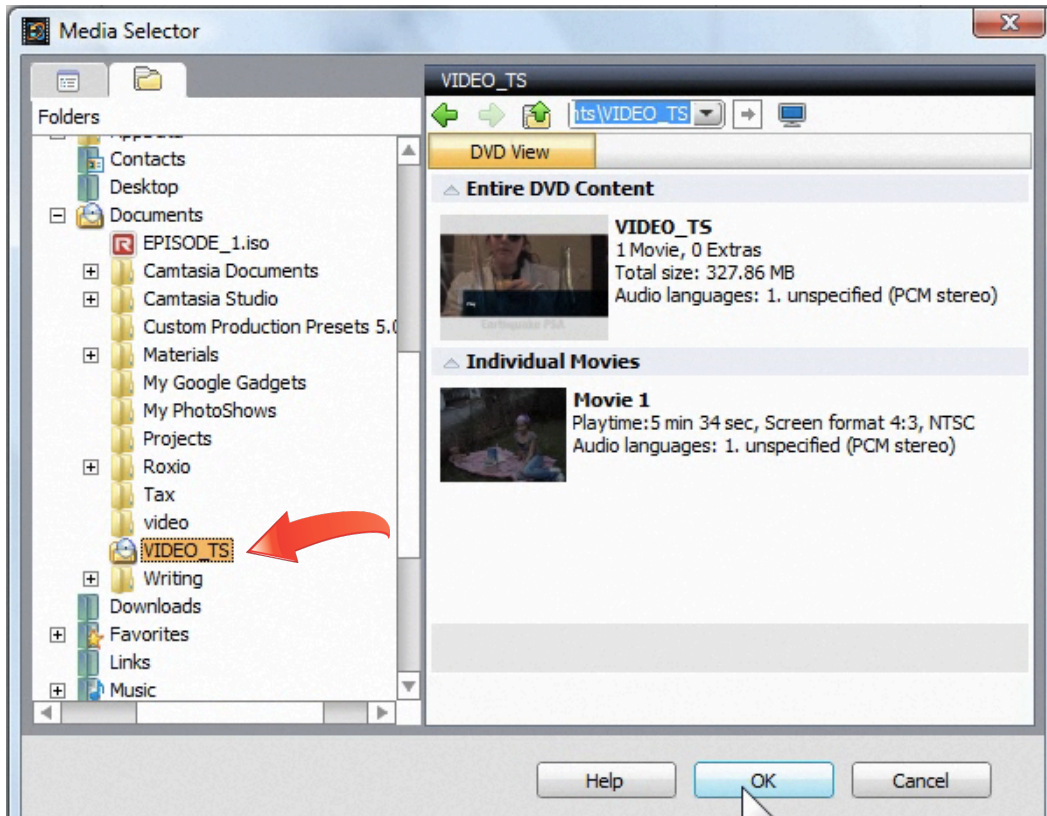 Media Selector
X
Folders
Contacts
Desktop
Documents
EPISODE_1.iso
Camtasia Documents
Camtasia Studio
Custom Production Presets 5.0
Materials
My Google Gadgets
My PhotoShows
Projects
Roxio
Tax
video
VIDEO_TS
Writing
Downloads
Favorites
Links
Music
VIDEO_TS
nts\VIDEO_TS
DVD View
Entire DVD Content
VIDEO_TS
1 Movie, 0 Extras
Total size: 327.86 MB
Audio languages: 1. unspecified (PCM stereo)
Earthquake PSA
Individual Movies
Movie 1
Playtime:5 min 34 sec, Screen format 4:3, NTSC
Audio languages: 1. unspecified (PCM stereo)
Help
OK
Cancel